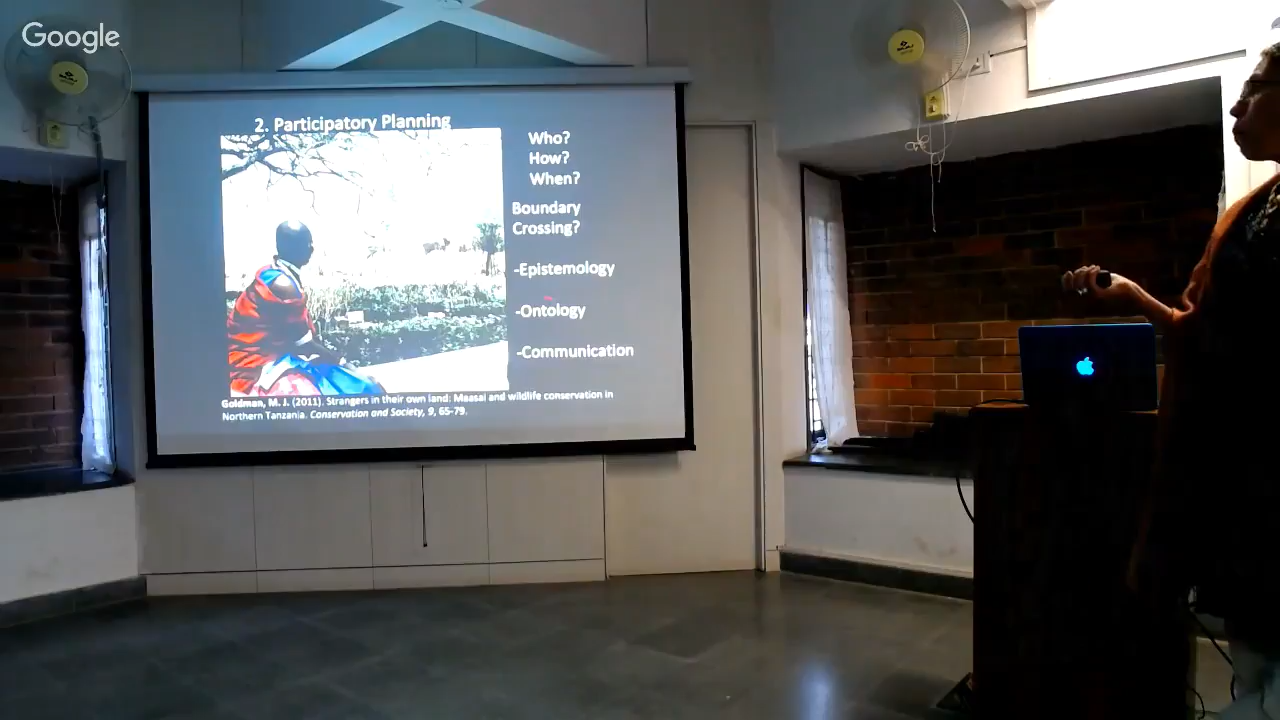 Google
2. Participatory Planning
Who?
How?
When?
Boundary
Crossing?
-Epistemology
-Ontology
-Communication
Goldman, M. J. (2011). Strangers in their own land: Maasai and wildlife conservation in
Northern Tanzania. Conservation and Society, 9, 65-79.